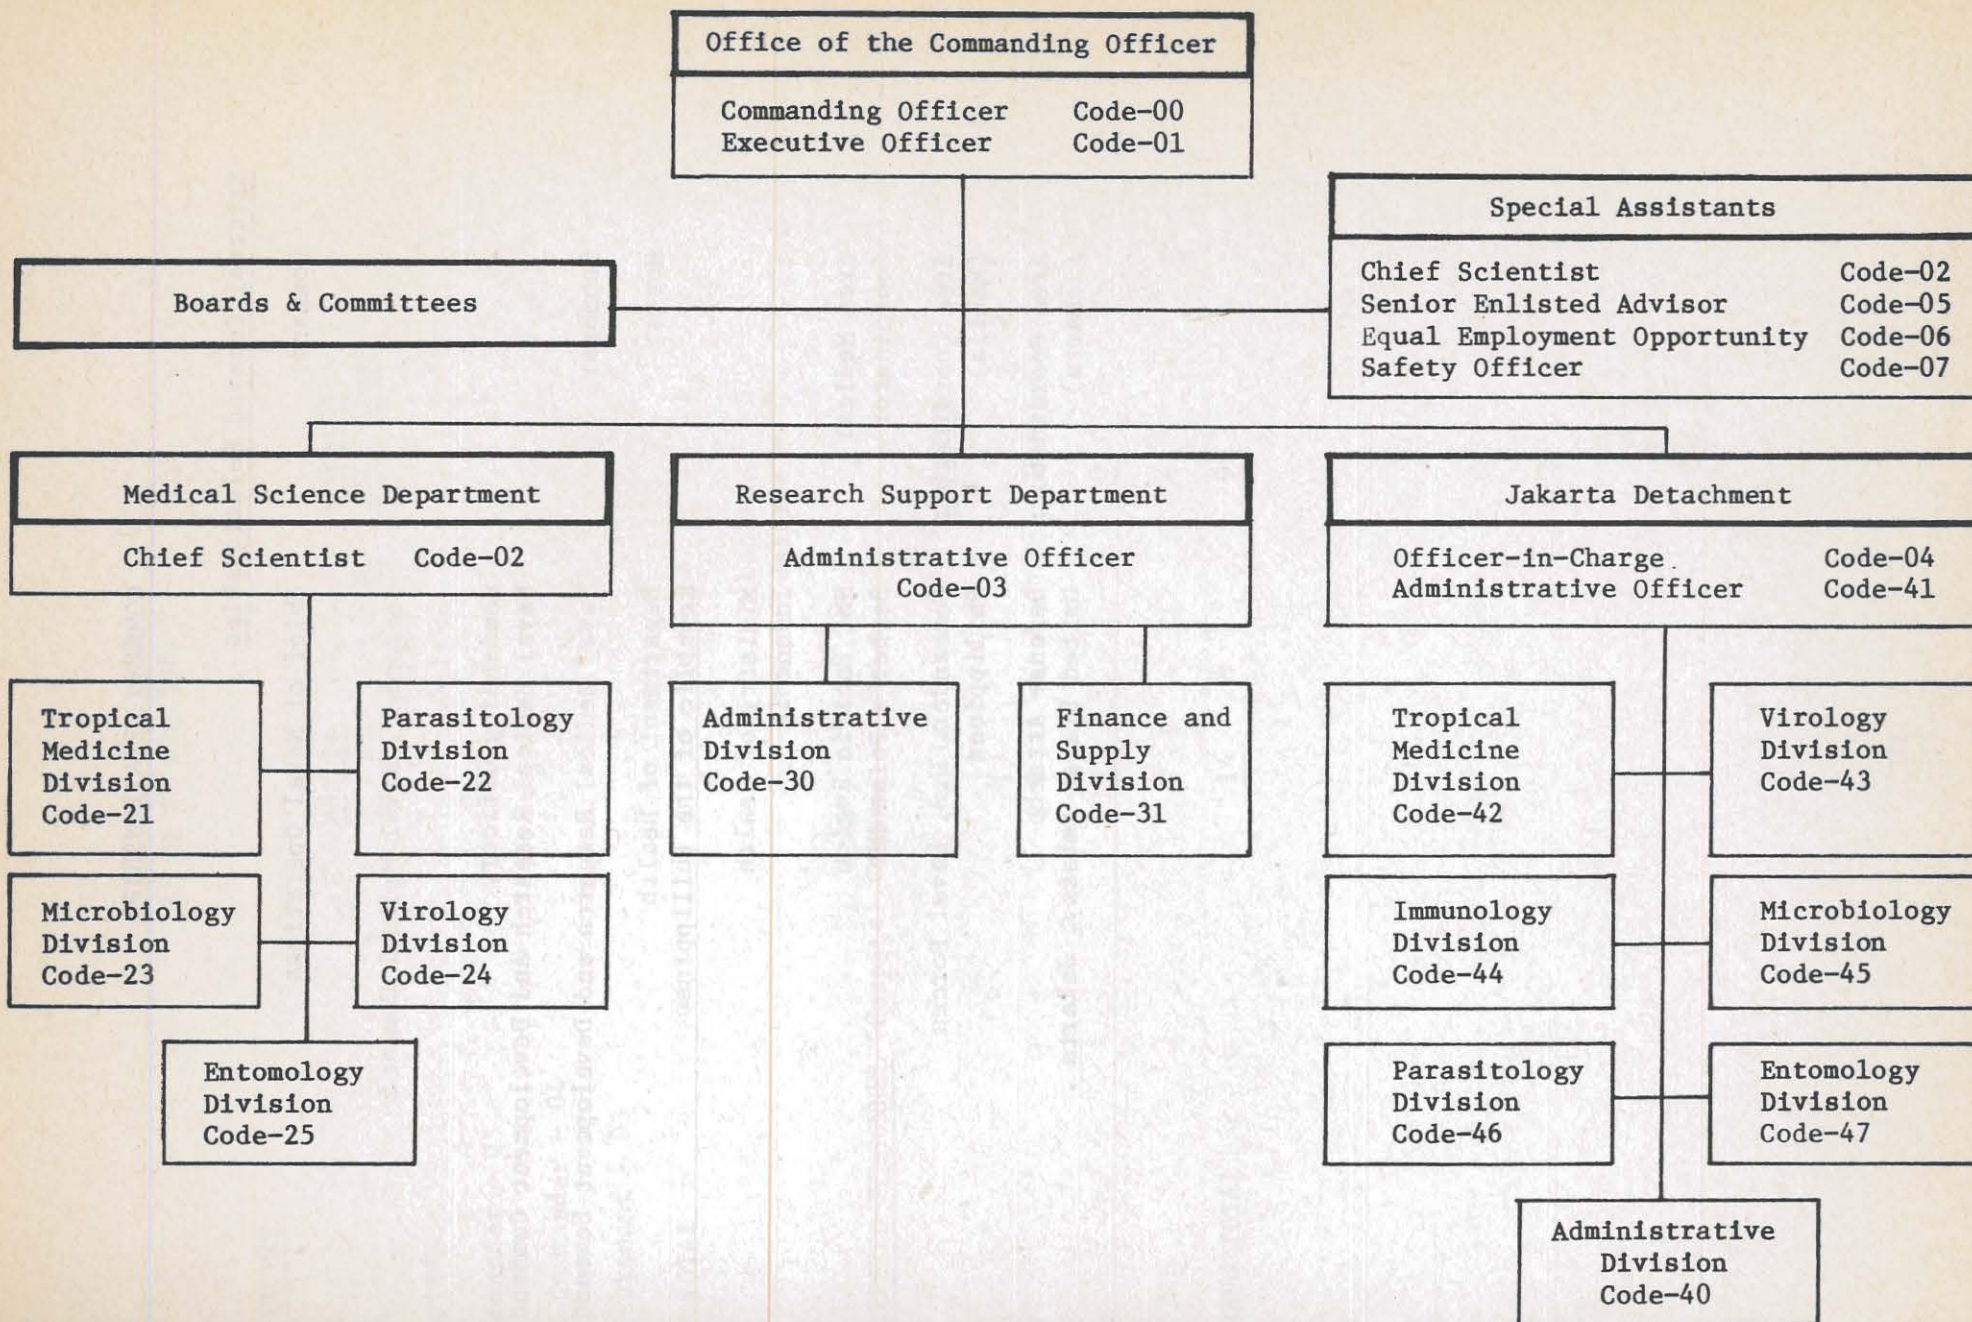 Office of the Commanding Officer
Commanding Officer Code-00
Executive Officer Code-01
Special Assistants
Chief Scientist Code-02
Senior Enlisted Advisor Code-05
Equal Employment Opportunity Code-06
Safety Officer Code-07
Boards & Committees
Medical Science Department
Chief Scientist Code-02
Research Support Department
Administrative Officer
Code-03
Jakarta Detachment
Officer-in-Charge Code-04
Administrative Officer Code-41
Tropical
Medicine
Division
Code-21
Parasitology
Division
Code-22
Microbiology
Division
Code-23
Virology
Division
Code-24
Entomology
Division
Code-25
Administrative
Division
Code-30
Finance and
Supply
Division
Code-31
Tropical
Medicine
Division
Code-42
Virology
Division
Code-43
Immunology
Division
Code-44
Microbiology
Division
Code-45
Parasitology
Division
Code-46
Entomology
Division
Code-47
Administrative
Division
Code-40